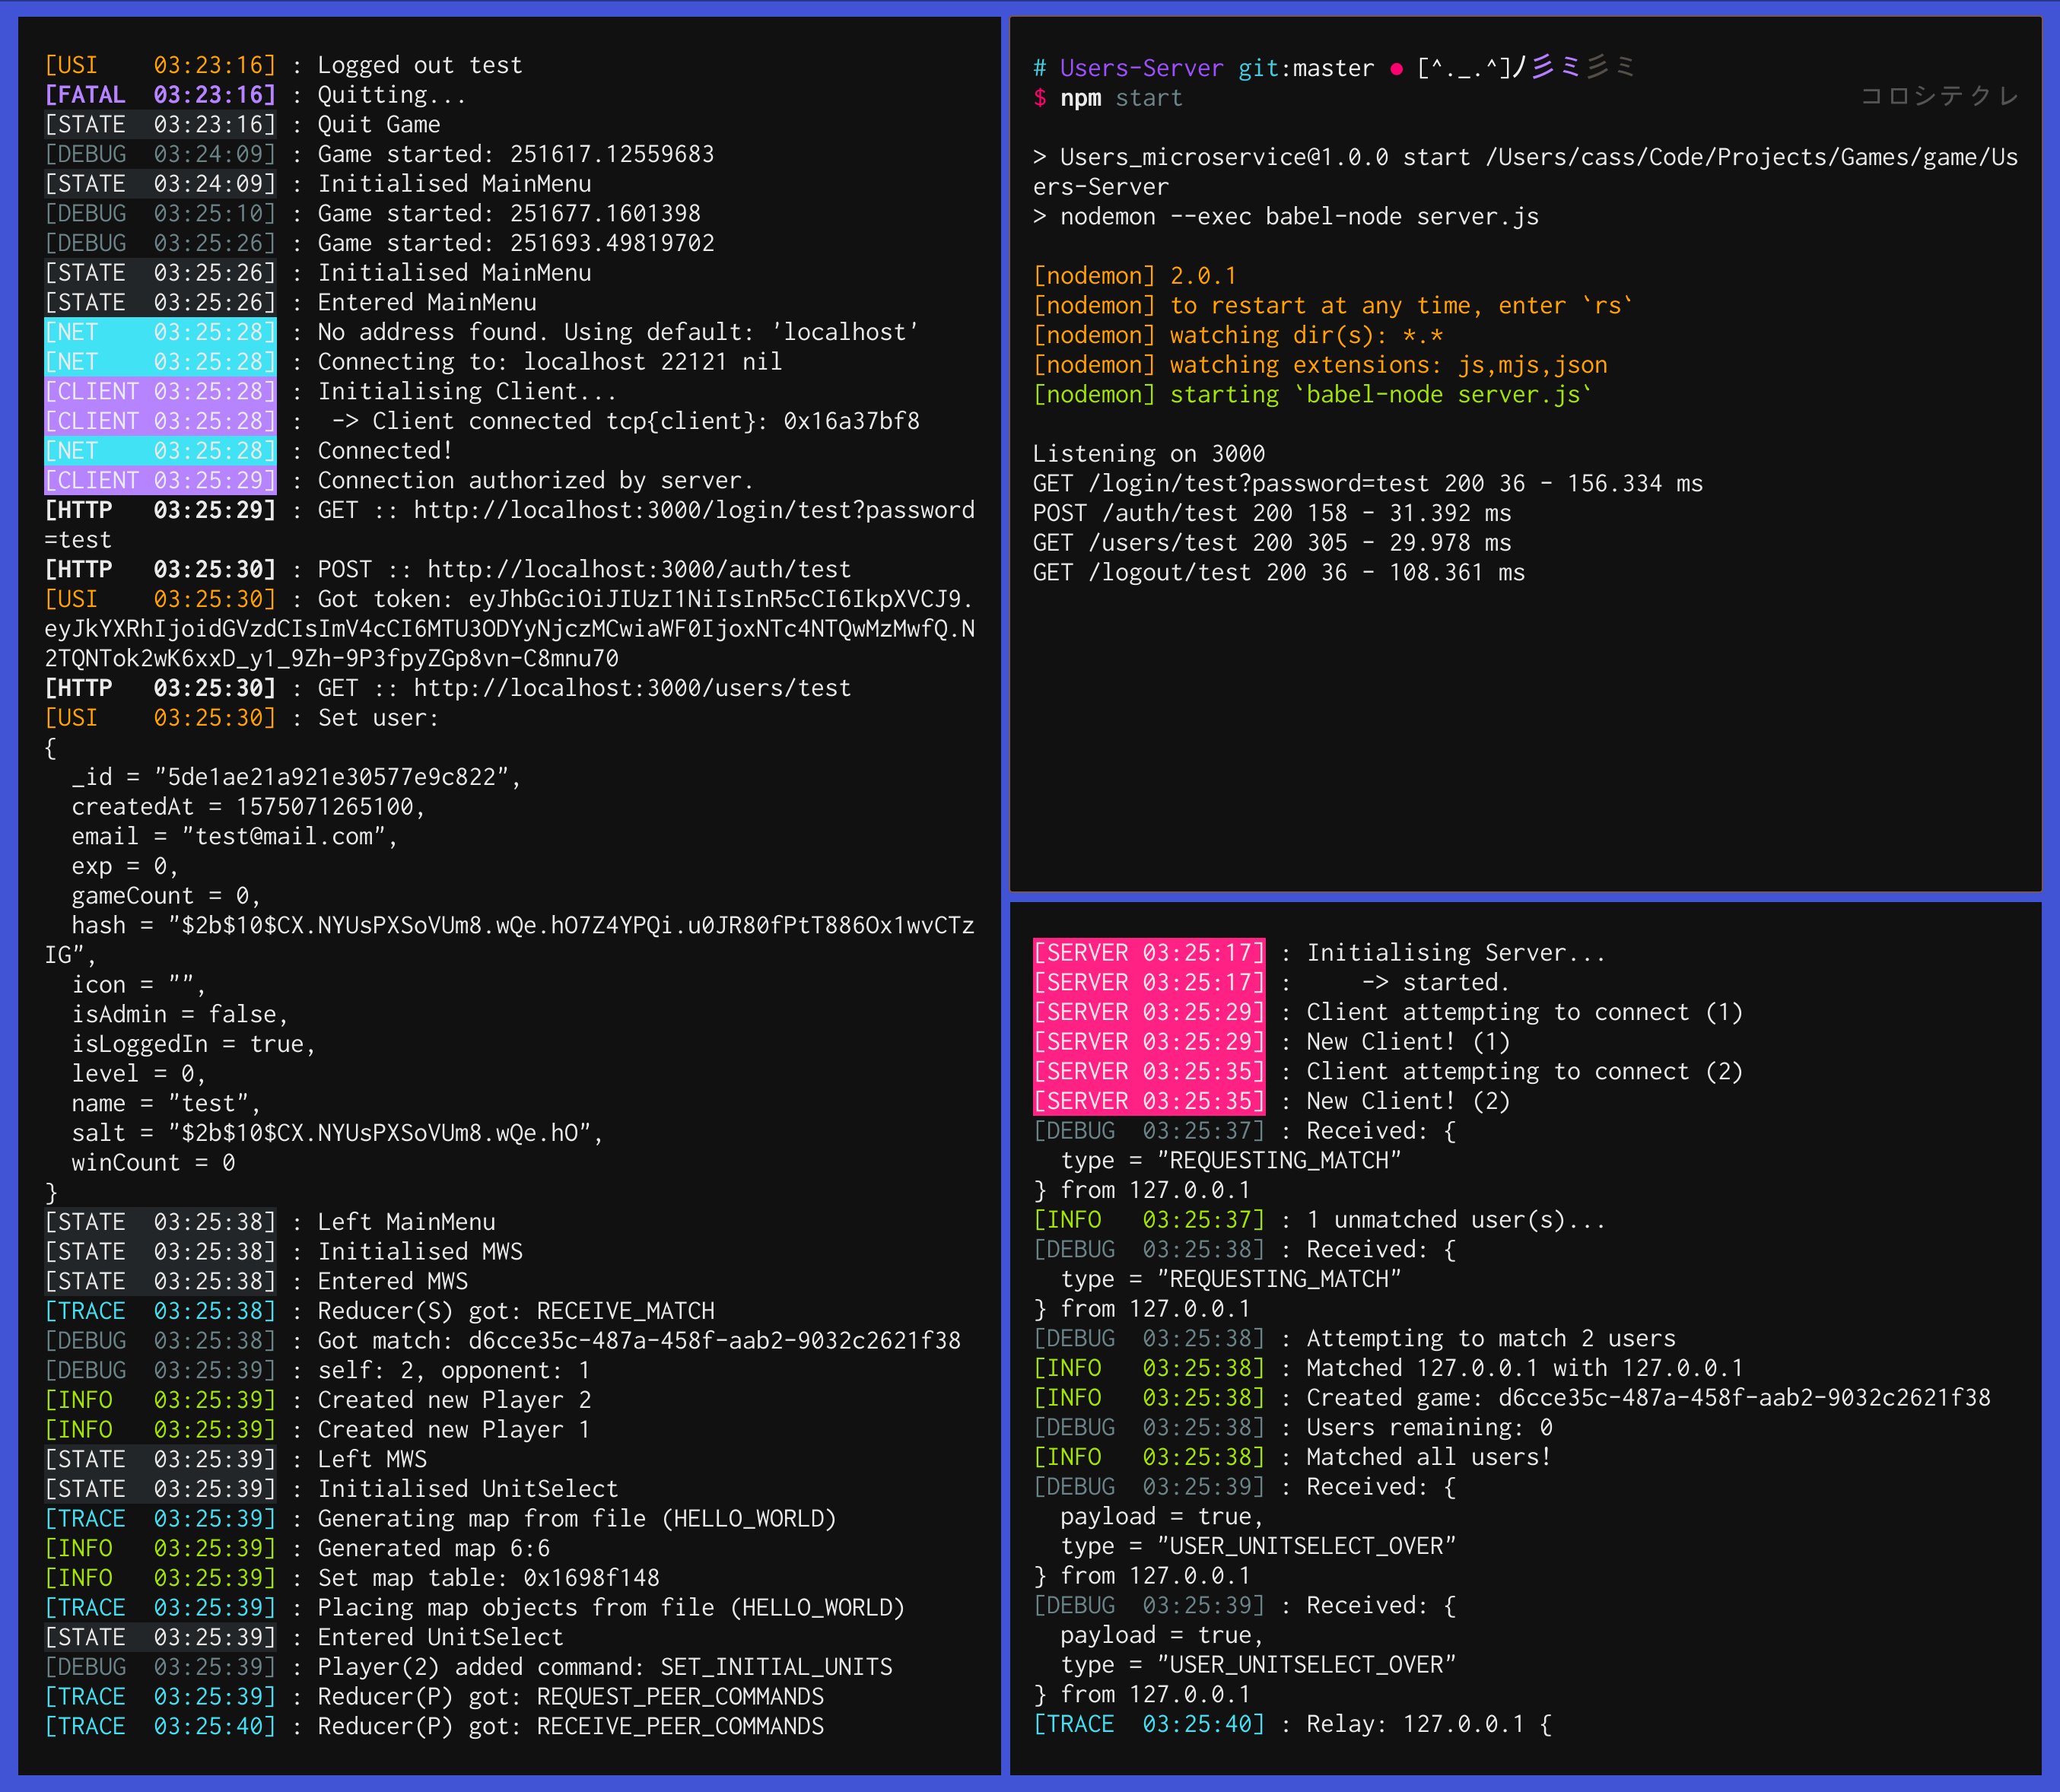 [USI    03:23:16] : Logged out test
[FATAL  03:23:16] : Quitting...
[STATE  03:23:16] : Quit Game
[DEBUG  03:24:09] : Game started: 251617.12559683
[STATE  03:24:09] : Initialised MainMenu
[DEBUG  03:25:10] : Game started: 251677.1601398
[DEBUG  03:25:26] : Game started: 251693.49819702
[STATE  03:25:26] : Initialised MainMenu
[STATE  03:25:26] : Entered MainMenu
[NET    03:25:28] : No address found. Using default: 'localhost'
[NET    03:25:28] : Connecting to: localhost 22121 nil
[CLIENT 03:25:28] : Initialising Client...
[CLIENT 03:25:28] :  -> Client connected tcp{client}: 0x16a37bf8
[NET    03:25:28] : Connected!
[CLIENT 03:25:29] : Connection authorized by server.
[HTTP   03:25:29] : GET :: http://localhost:3000/login/test?password
=test
[HTTP   03:25:30] : POST :: http://localhost:3000/auth/test
[USI    03:25:30] : Got token: eyJhbGciOiJIUzI1NiIsInR5cCI6IkpXVCJ9.
eyJkYXRhIjoidGVzdCIsImV4cCI6MTU3ODYyNjczMCwiaWF0IjoxNTc4NTQwMzMwfQ.N
2TQNTok2wK6xxD_y1_9Zh-9P3fpyZGp8vn-C8mnu70
[HTTP   03:25:30] : GET :: http://localhost:3000/users/test
[USI    03:25:30] : Set user:
{
  _id = "5de1ae21a921e30577e9c822",
  createdAt = 1575071265100,
  email = "test@mail.com",
  exp = 0,
  gameCount = 0,
  hash = "$2b$10$CX.NYUsPXSoVUm8.wQe.hO7Z4YPQi.u0JR80fPtT886Ox1wvCTz
IG",
  icon = "",
  isAdmin = false,
  isLoggedIn = true,
  level = 0,
  name = "test",
  salt = "$2b$10$CX.NYUsPXSoVUm8.wQe.hO",
  winCount = 0
}
[STATE  03:25:38] : Left MainMenu
[STATE  03:25:38] : Initialised MWS
[STATE  03:25:38] : Entered MWS
[TRACE  03:25:38] : Reducer(S) got: RECEIVE_MATCH
[DEBUG  03:25:38] : Got match: d6cce35c-487a-458f-aab2-9032c2621f38
[DEBUG  03:25:39] : self: 2, opponent: 1
[INFO   03:25:39] : Created new Player 2
[INFO   03:25:39] : Created new Player 1
[STATE  03:25:39] : Left MWS
[STATE  03:25:39] : Initialised UnitSelect
[TRACE  03:25:39] : Generating map from file (HELLO_WORLD)
[INFO   03:25:39] : Generated map 6:6
[INFO   03:25:39] : Set map table: 0x1698f148
[TRACE  03:25:39] : Placing map objects from file (HELLO_WORLD)
[STATE  03:25:39] : Entered UnitSelect
[DEBUG  03:25:39] : Player(2) added command: SET_INITIAL_UNITS
[TRACE  03:25:39] : Reducer(P) got: REQUEST_PEER_COMMANDS
[TRACE  03:25:40] : Reducer(P) got: RECEIVE_PEER_COMMANDS
# Users-Server git:master ● [^._.^]ﾉ彡ミ彡ミ
$ npm start コロシテクレ
> Users_microservice@1.0.0 start /Users/cass/Code/Projects/Games/game/Us
ers-Server
> nodemon --exec babel-node server.js
[nodemon] 2.0.1
[nodemon] to restart at any time, enter `rs`
[nodemon] watching dir(s): *.*
[nodemon] watching extensions: js,mjs,json
[nodemon] starting `babel-node server.js`
Listening on 3000
GET /login/test?password=test 200 36 - 156.334 ms
POST /auth/test 200 158 - 31.392 ms
GET /users/test 200 305 - 29.978 ms
GET /logout/test 200 36 - 108.361 ms
[SERVER 03:25:17] : Initialising Server...
[SERVER 03:25:17] :     -> started.
[SERVER 03:25:29] : Client attempting to connect (1)
[SERVER 03:25:29] : New Client! (1)
[SERVER 03:25:35] : Client attempting to connect (2)
[SERVER 03:25:35] : New Client! (2)
[DEBUG  03:25:37] : Received: {
  type = "REQUESTING_MATCH"
} from 127.0.0.1
[INFO   03:25:37] : 1 unmatched user(s)...
[DEBUG  03:25:38] : Received: {
  type = "REQUESTING_MATCH"
} from 127.0.0.1
[DEBUG  03:25:38] : Attempting to match 2 users
[INFO   03:25:38] : Matched 127.0.0.1 with 127.0.0.1
[INFO   03:25:38] : Created game: d6cce35c-487a-458f-aab2-9032c2621f38
[DEBUG  03:25:38] : Users remaining: 0
[INFO   03:25:38] : Matched all users!
[DEBUG  03:25:39] : Received: {
  payload = true,
  type = "USER_UNITSELECT_OVER"
} from 127.0.0.1
[DEBUG  03:25:39] : Received: {
  payload = true,
  type = "USER_UNITSELECT_OVER"
} from 127.0.0.1
[TRACE  03:25:40] : Relay: 127.0.0.1 {